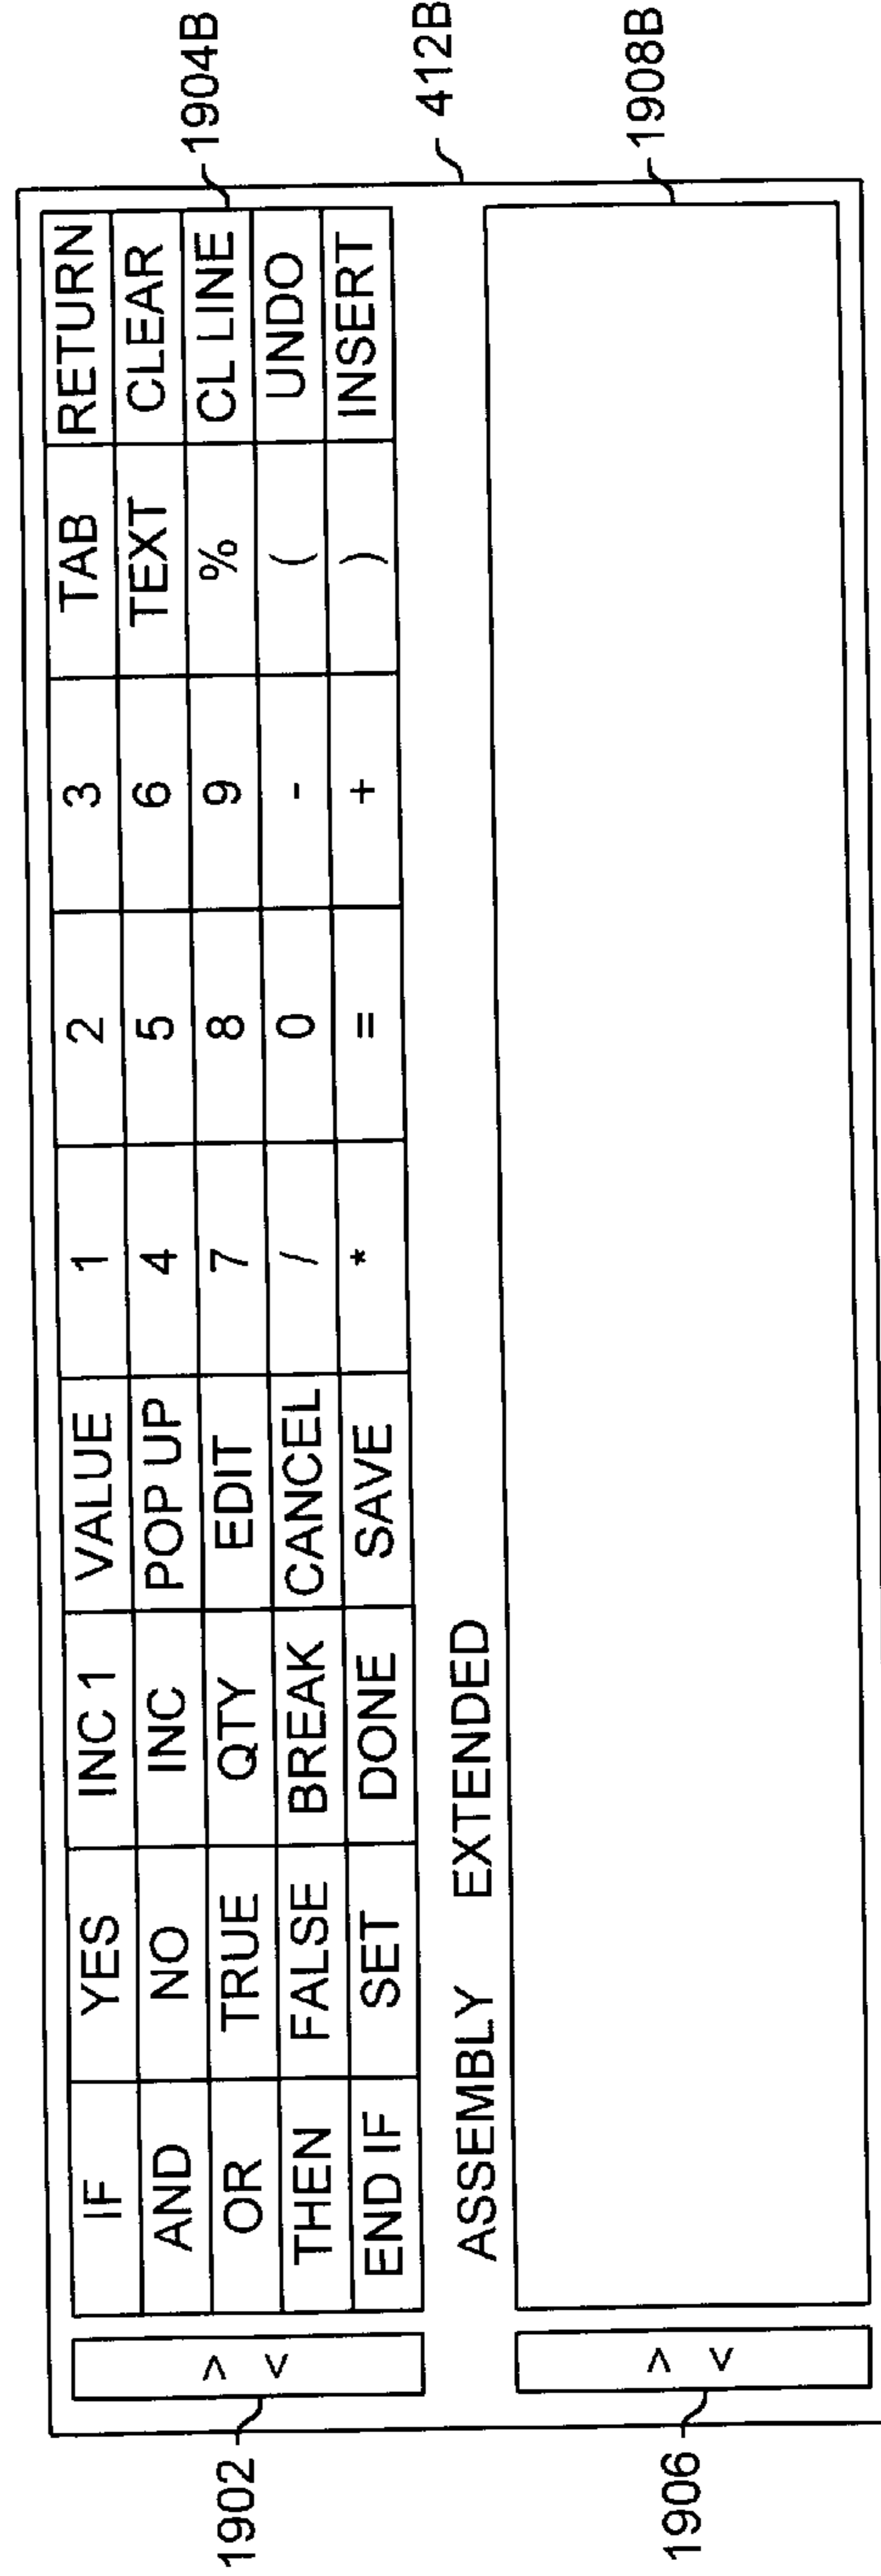 IF YES INC 1 VALUE 1 2 3 TAB RETURN
AND NO INC POP UP 4 5 6 TEXT CLEAR
OR TRUE QTY EDIT 7 8 9 % CL LINE
THEN FALSE BREAK CANCEL / 0 - ( UNDO
END IF SET DONE SAVE * = + ) INSERT
< >
1902
1904B
412B
ASSEMBLY EXTENDED
< >
1906
1908B